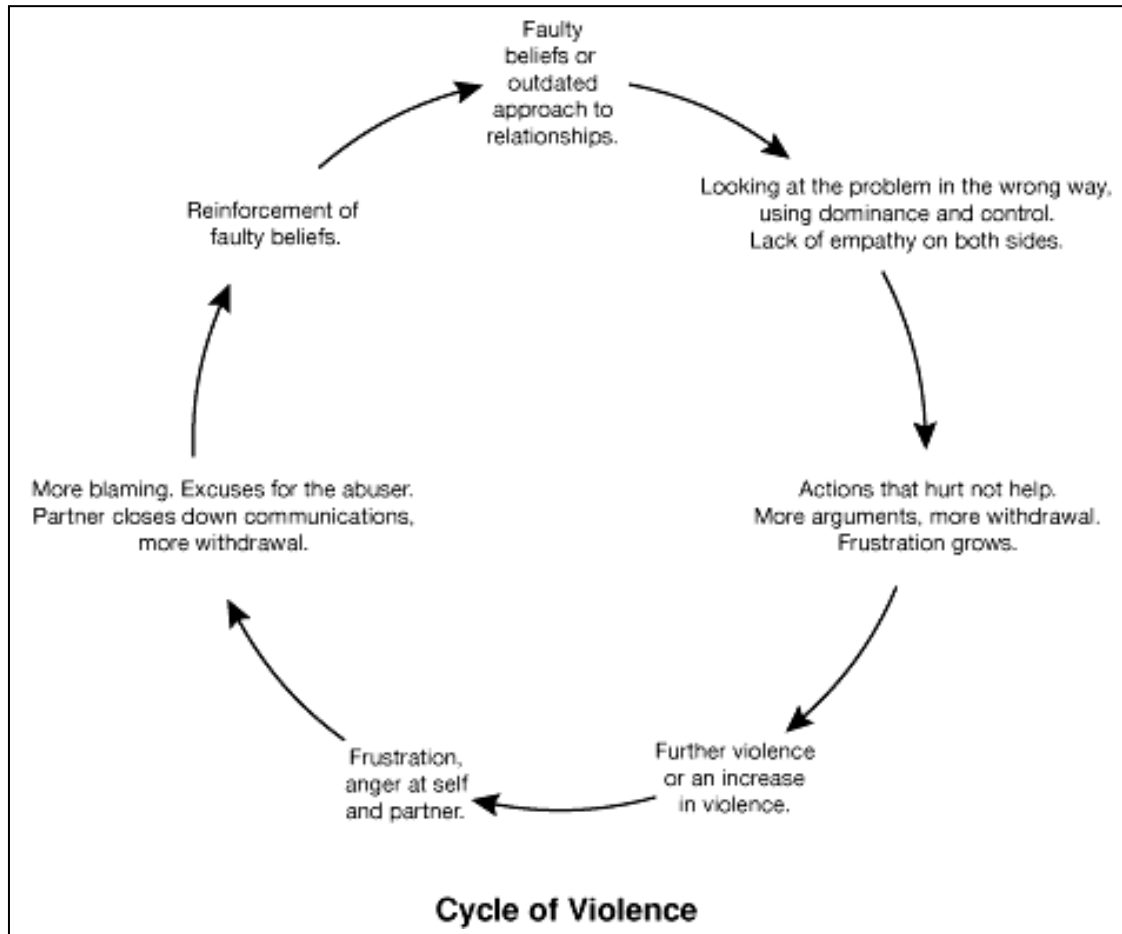 Faulty
beliefs or
outdated
approach to
relationships.
Looking at the problem in the wrong way,
using dominance and control.
Lack of empathy on both sides.
Actions that hurt not help.
More arguments, more withdrawal.
Frustration grows.
Further violence
or an increase
in violence.
Frustration,
anger at self
and partner.
More blaming. Excuses for the abuser.
Partner closes down communications,
more withdrawal.
Reinforcement of
faulty beliefs.
Cycle of Violence